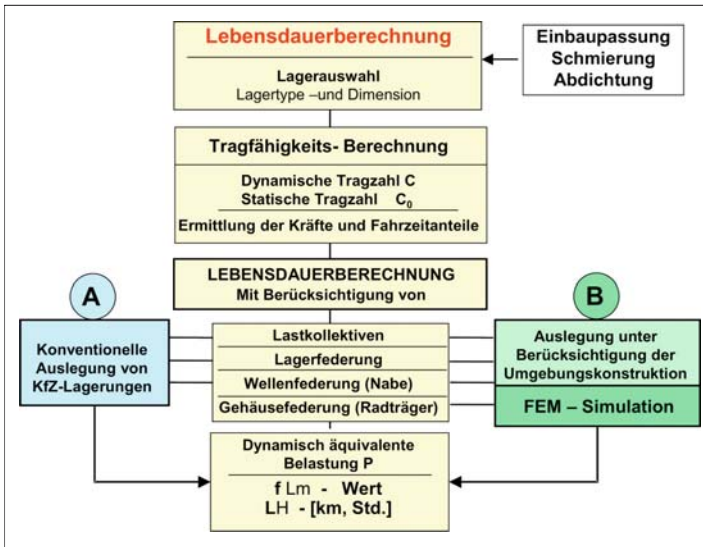 Lebensdauerberechnung
Lagerauswahl
Lagertype –und Dimension
Einbaupassung
Schmierung
Abdichtung
Tragfähigkeits- Berechnung
Dynamische Tragzahl C
Statische Tragzahl C₀
Ermittlung der Kräfte und Fahrzeitanteile
LEBENSDAUERBERECHNUNG
Mit Berücksichtigung von
A
Konventionelle
Auslegung von
KfZ-Lagerungen
Lastkollektiven
Lagerfederung
Wellenfederung (Nabe)
Gehäusefederung (Radträger)
B
Auslegung unter
Berücksichtigung der
Umgebungskonstruktion
FEM – Simulation
Dynamisch äquivalente
Belastung P
f Lm - Wert
LH - [km, Std.]